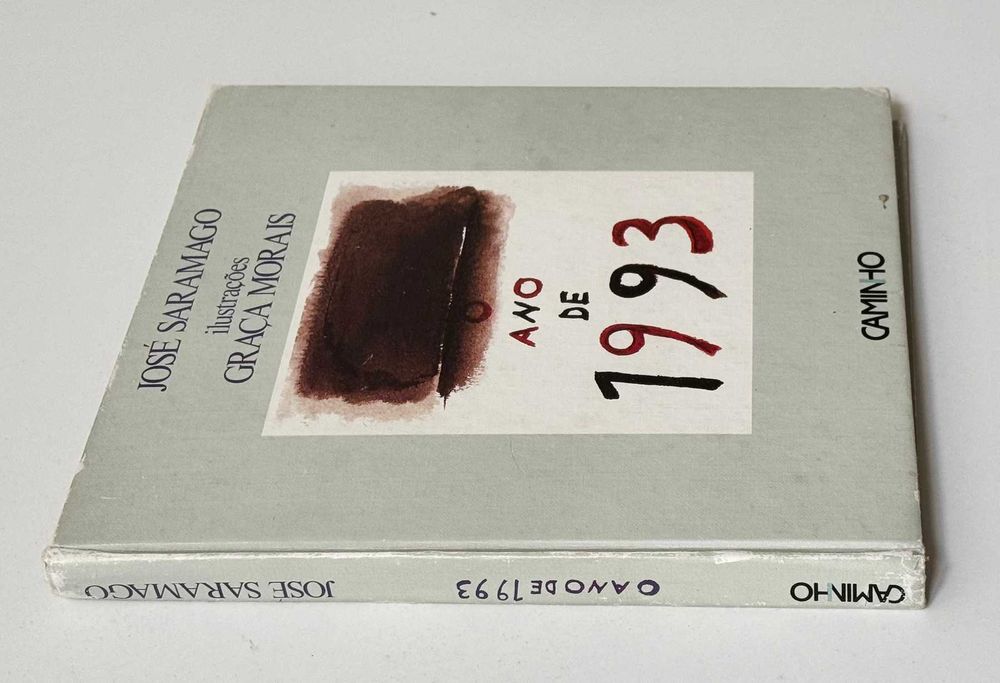 JOSÉ SARAMAGO
ilustrações
GRAÇA MORAIS
O
ANO
DE
1993
CAMINHO
JOSÉ SARAMAGO
O ANO DE 1993
CAMINHO